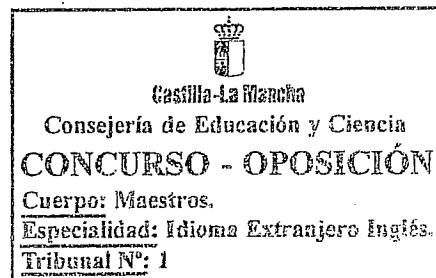 Castilla-La Mancha
Consejería de Educación y Ciencia
CONCURSO - OPOSICIÓN
Cuerpo: Maestros.
Especialidad: Idioma Extranjero Inglés.
Tribunal Nº: 1